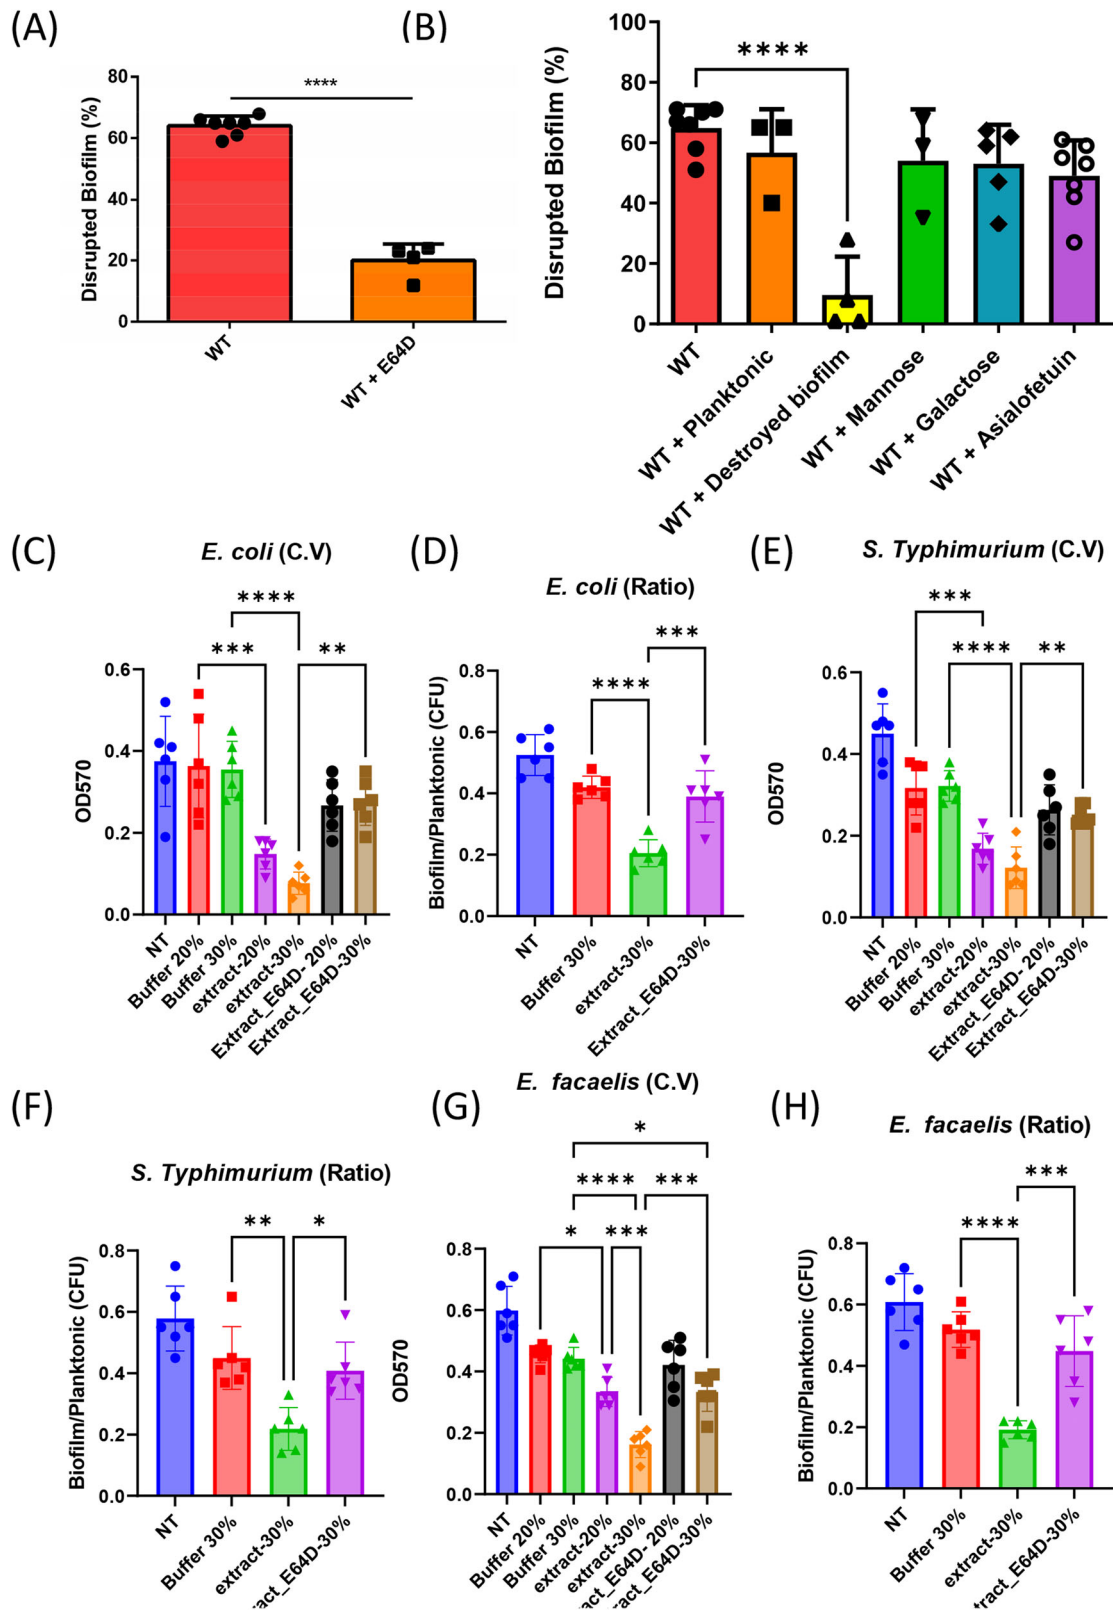 (A)
Disrupted Biofilm (%)
80
60
40
20
0
****
WT
WT + E64D
(B)
Disrupted Biofilm (%)
100
80
60
40
20
0
****
WT
WT + Planktonic
WT + Destroyed biofilm
WT + Mannose
WT + Galactose
WT + Asialofetuin
(C)
E. coli (C.V)
OD570
0.6
0.4
0.2
0.0
****
***
**
NT
Buffer 20%
Buffer 30%
extract-20%
extract-30%
Extract_E64D- 20%
Extract_E64D-30%
(D)
E. coli (Ratio)
Biofilm/Planktonic (CFU)
0.8
0.6
0.4
0.2
0.0
****
***
NT
Buffer 30%
extract-30%
Extract_E64D-30%
(E)
S. Typhimurium (C.V)
OD570
0.6
0.4
0.2
0.0
***
****
**
NT
Buffer 20%
Buffer 30%
extract-20%
extract-30%
Extract_E64D- 20%
Extract_E64D-30%
(F)
S. Typhimurium (Ratio)
Biofilm/Planktonic (CFU)
0.8
0.6
0.4
0.2
0.0
**
*
NT
Buffer 30%
extract-30%
ract_E64D-30%
(G)
E. facaelis (C.V)
OD570
0.8
0.6
0.4
0.2
0.0
*
****
***
*
***
NT
Buffer 20%
Buffer 30%
extract-20%
extract-30%
ract_E64D- 20%
ract_E64D-30%
(H)
E. facaelis (Ratio)
Biofilm/Planktonic (CFU)
0.8
0.6
0.4
0.2
0.0
****
***
NT
Buffer 30%
extract-30%
tract_E64D-30%